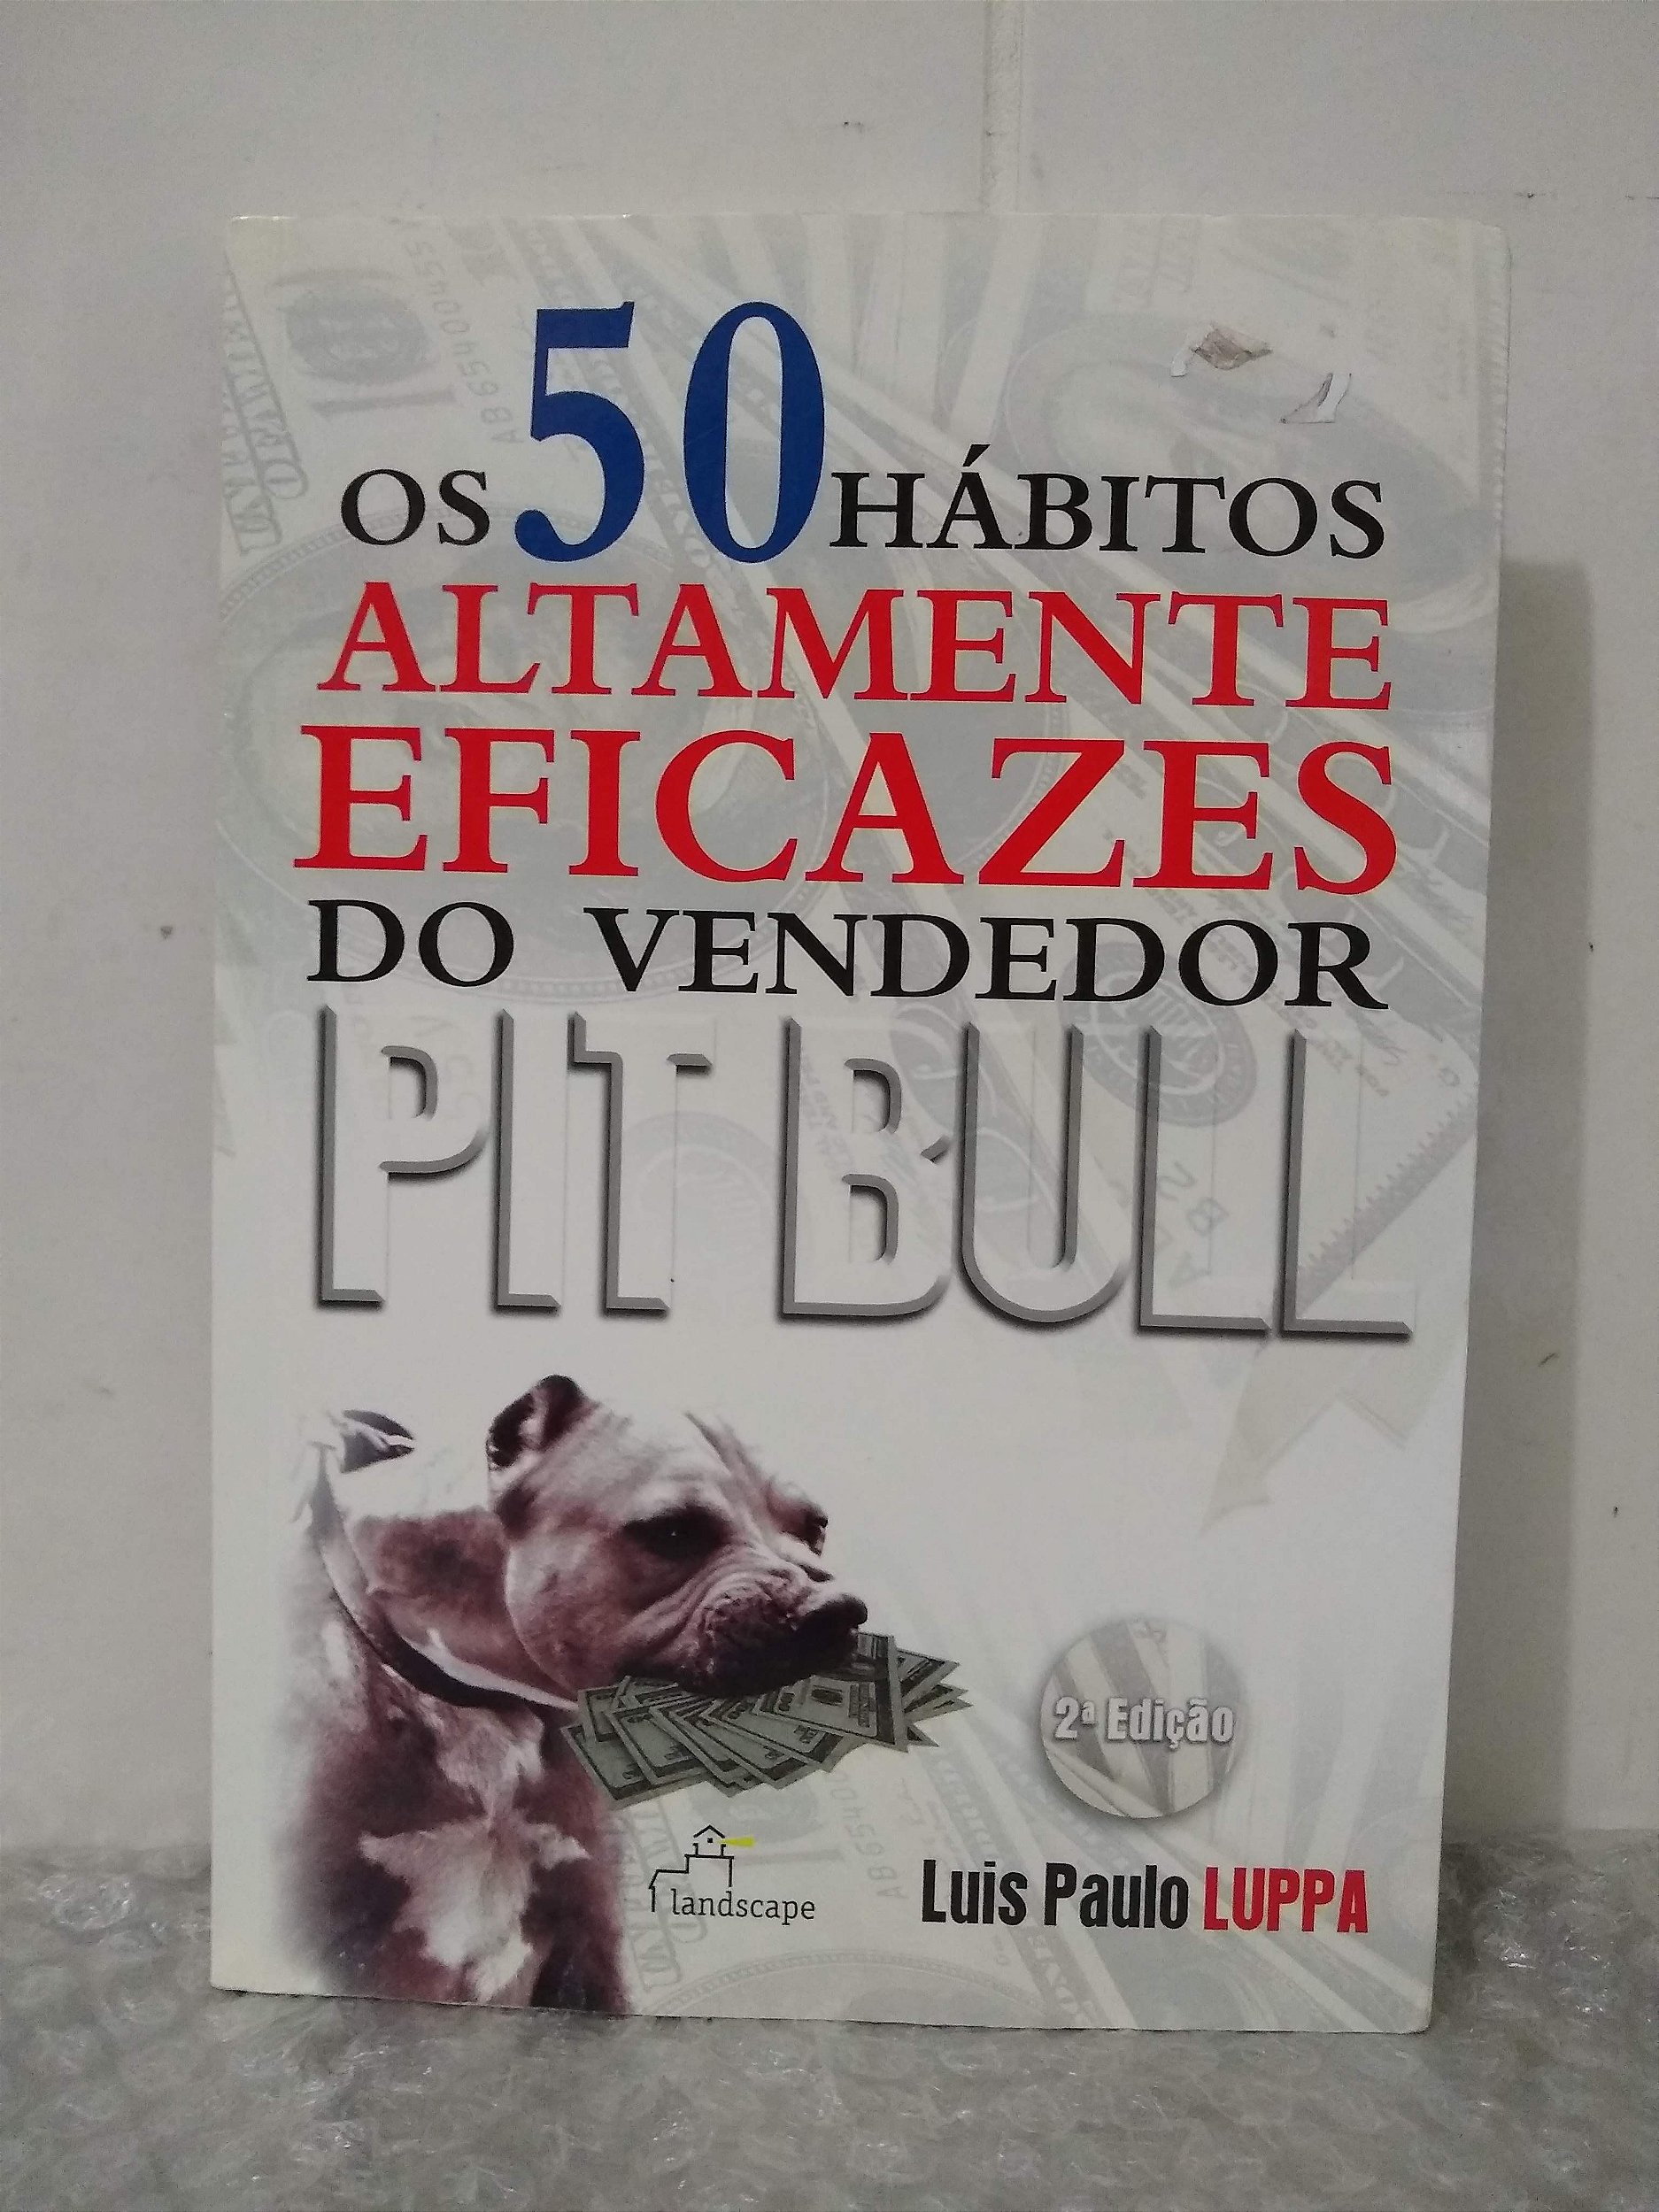 OS 50 HÁBITOS
ALTAMENTE
EFICAZES
DO VENDEDOR
PIT BULL
2ª Edição
landscape
Luis Paulo LUPPA